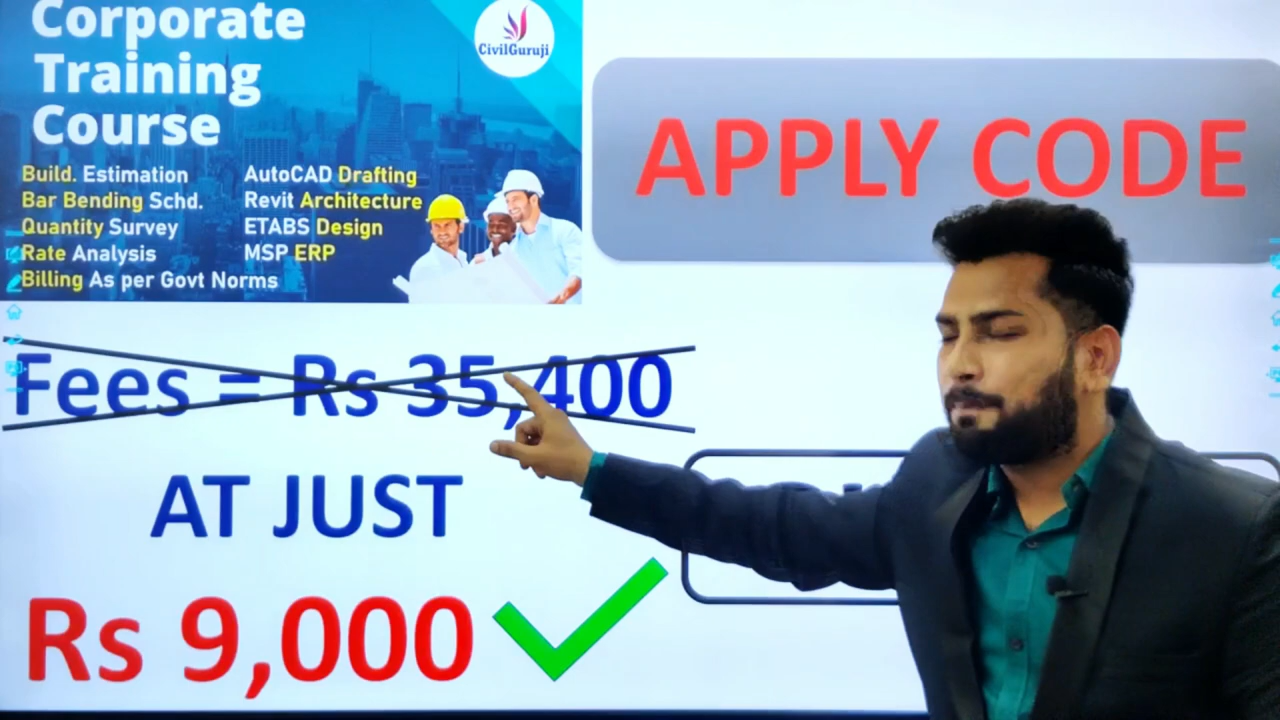 Corporate
Training
Course
CivilGuruji
Build. Estimation
Bar Bending Schd.
Quantity Survey
Rate Analysis
Billing As per Govt Norms
AutoCAD Drafting
Revit Architecture
ETABS Design
MSP ERP
APPLY CODE
Fees = Rs 35,400
AT JUST
Rs 9,000